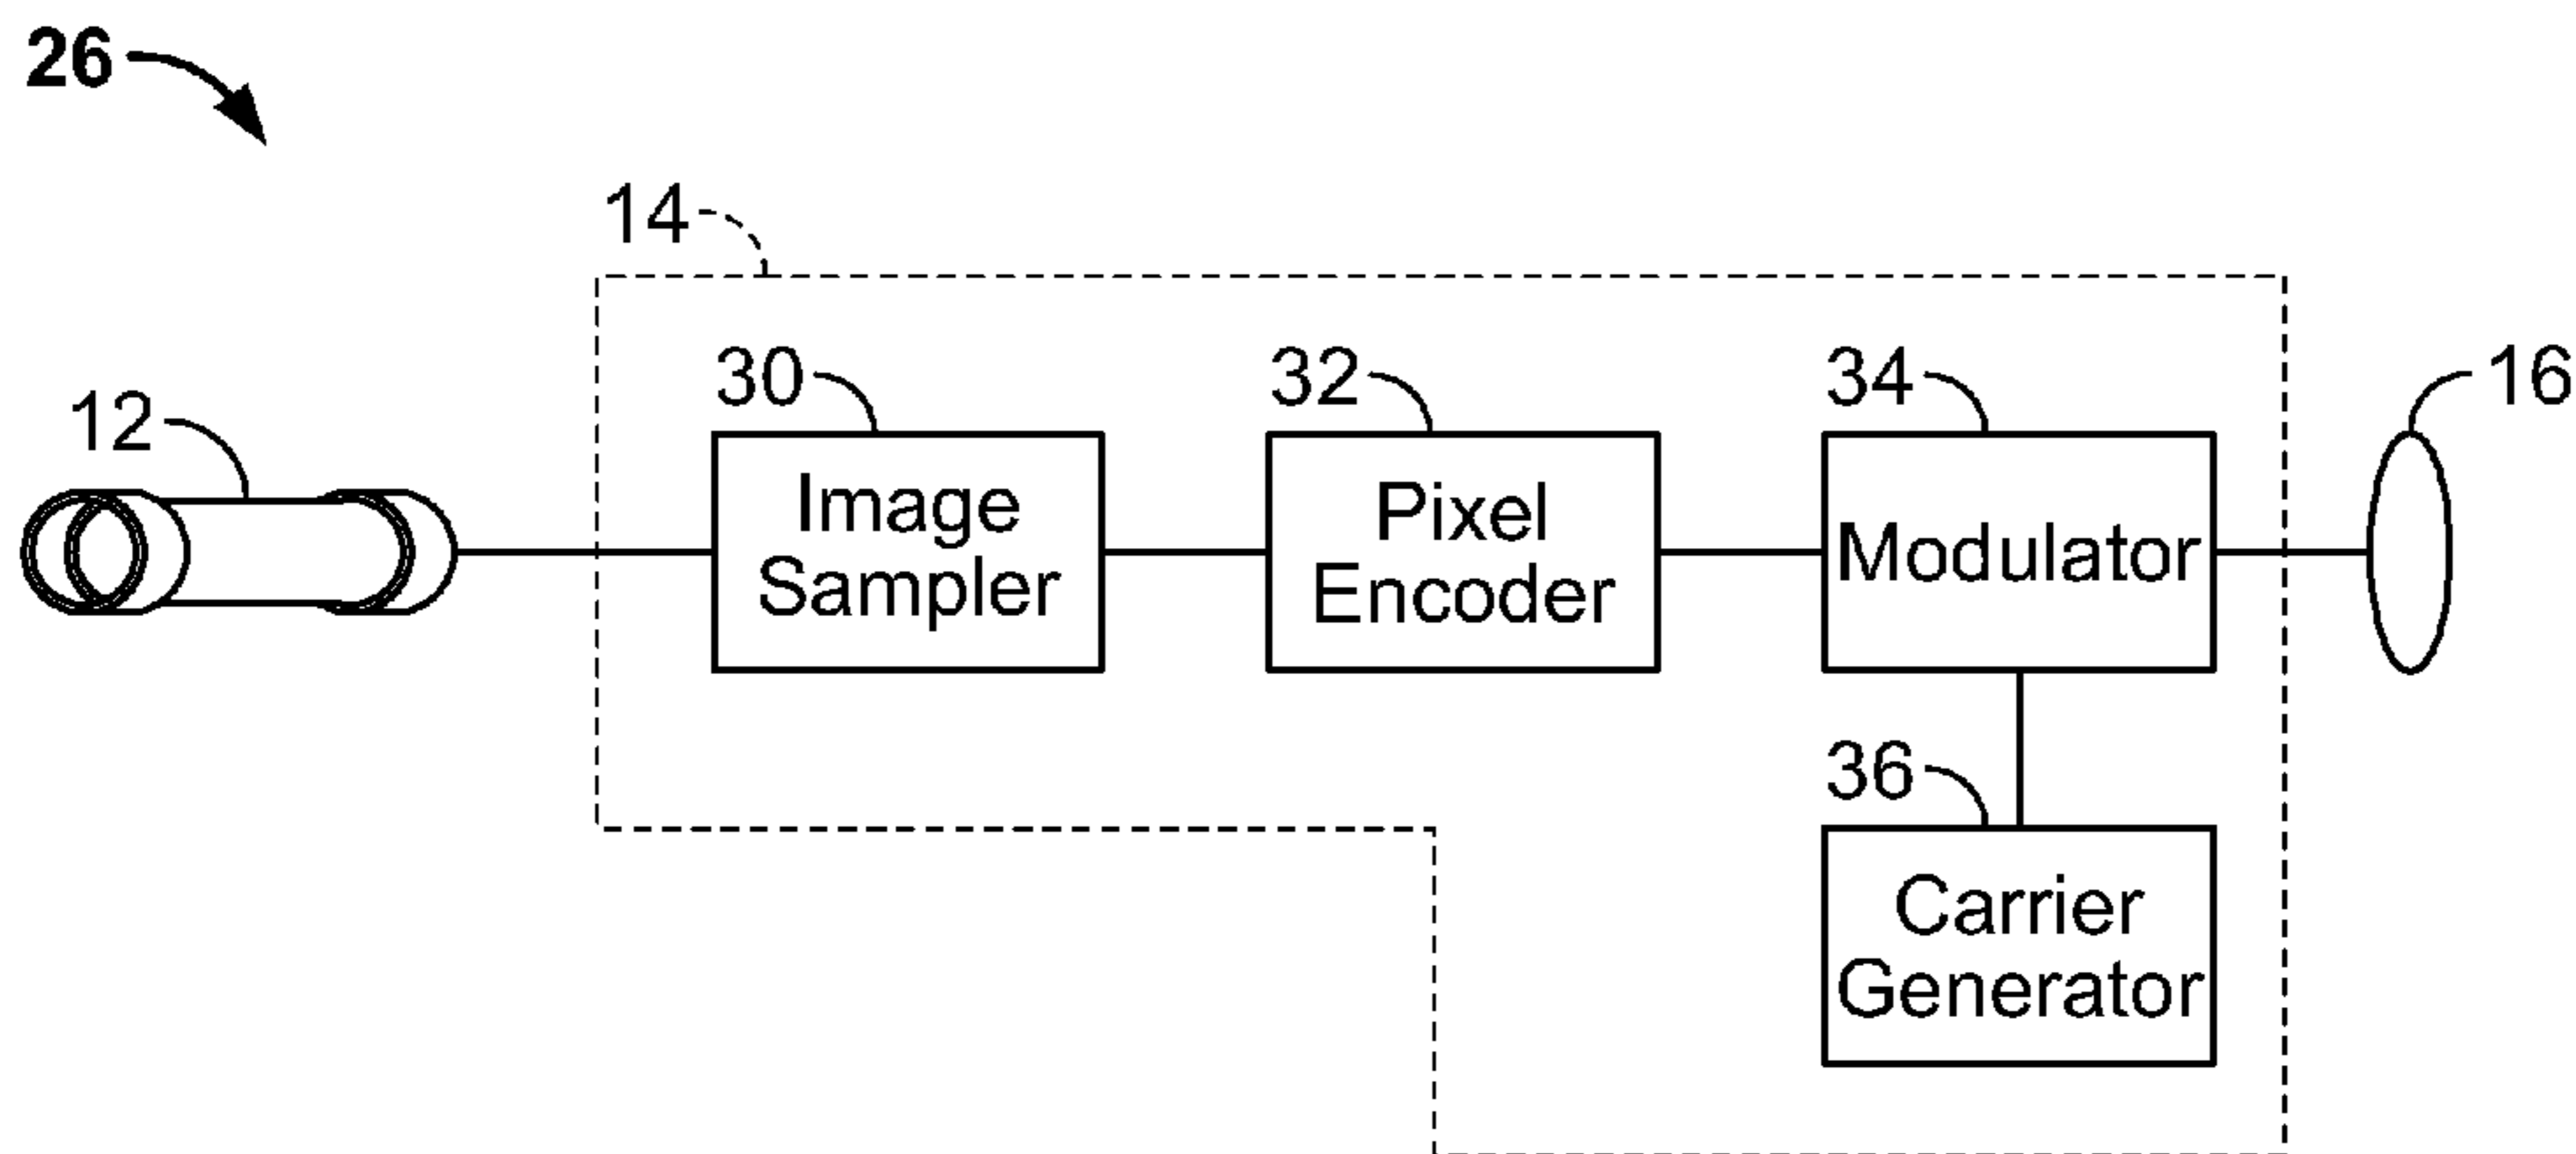 26
14
30
32
34
16
12
Image
Sampler
Pixel
Encoder
Modulator
36
Carrier
Generator